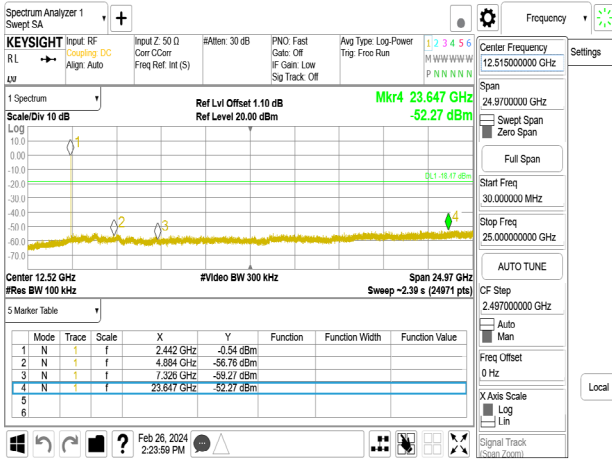 Spectrum Analyzer 1
Swept SA
+
Frequency
KEYSIGHT
RL
Input: RF
Coupling: DC
Align: Auto
Input Z: 50 Ω
Corr CCorr
Freq Ref: Int (S)
#Atten: 30 dB
PNO: Fast
Gate: Off
IF Gain: Low
Sig Track: Off
Avg Type: Log-Power
Trig: Froo Run
1 2 3 4 5 6
M W W W W W
P N N N N N
1 Spectrum
Scale/Div 10 dB
Ref Lvl Offset 1.10 dB
Ref Level 20.00 dBm
Mkr4 23.647 GHz
-52.27 dBm
Log
10.0
0.00
-10.0
-20.0
-30.0
-40.0
-50.0
-60.0
-70.0
1
2
3
4
DL1 -18.47 dBm
Center 12.52 GHz
#Res BW 100 kHz
#Video BW 300 kHz
Span 24.97 GHz
Sweep ~2.39 s (24971 pts)
5 Marker Table
Mode Trace Scale X Y Function Function Width Function Value
1 N 1 f 2.442 GHz -0.54 dBm
2 N 1 f 4.884 GHz -56.76 dBm
3 N 1 f 7.326 GHz -59.27 dBm
4 N 1 f 23.647 GHz -52.27 dBm
5
6
Feb 26, 2024
2:23:59 PM
?
Center Frequency
12.515000000 GHz
Span
24.9700000 GHz
Swept Span
Zero Span
Full Span
Start Freq
30.000000 MHz
Stop Freq
25.000000000 GHz
AUTO TUNE
CF Step
2.497000000 GHz
Auto
Man
Freq Offset
0 Hz
X Axis Scale
Log
Lin
Signal Track
(Span Zoom)
Settings
Local